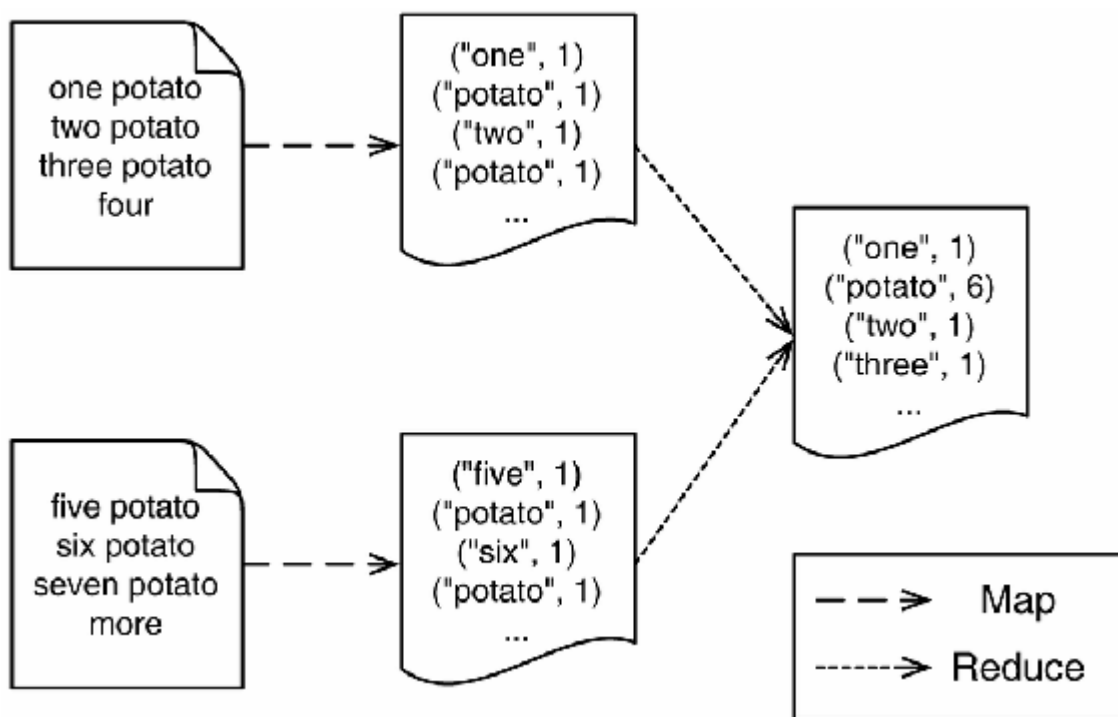 one potato
two potato
three potato
four
("one", 1)
("potato", 1)
("two", 1)
("potato", 1)
...
("one", 1)
("potato", 6)
("two", 1)
("three", 1)
...
five potato
six potato
seven potato
more
("five", 1)
("potato", 1)
("six", 1)
("potato", 1)
...
Map
Reduce